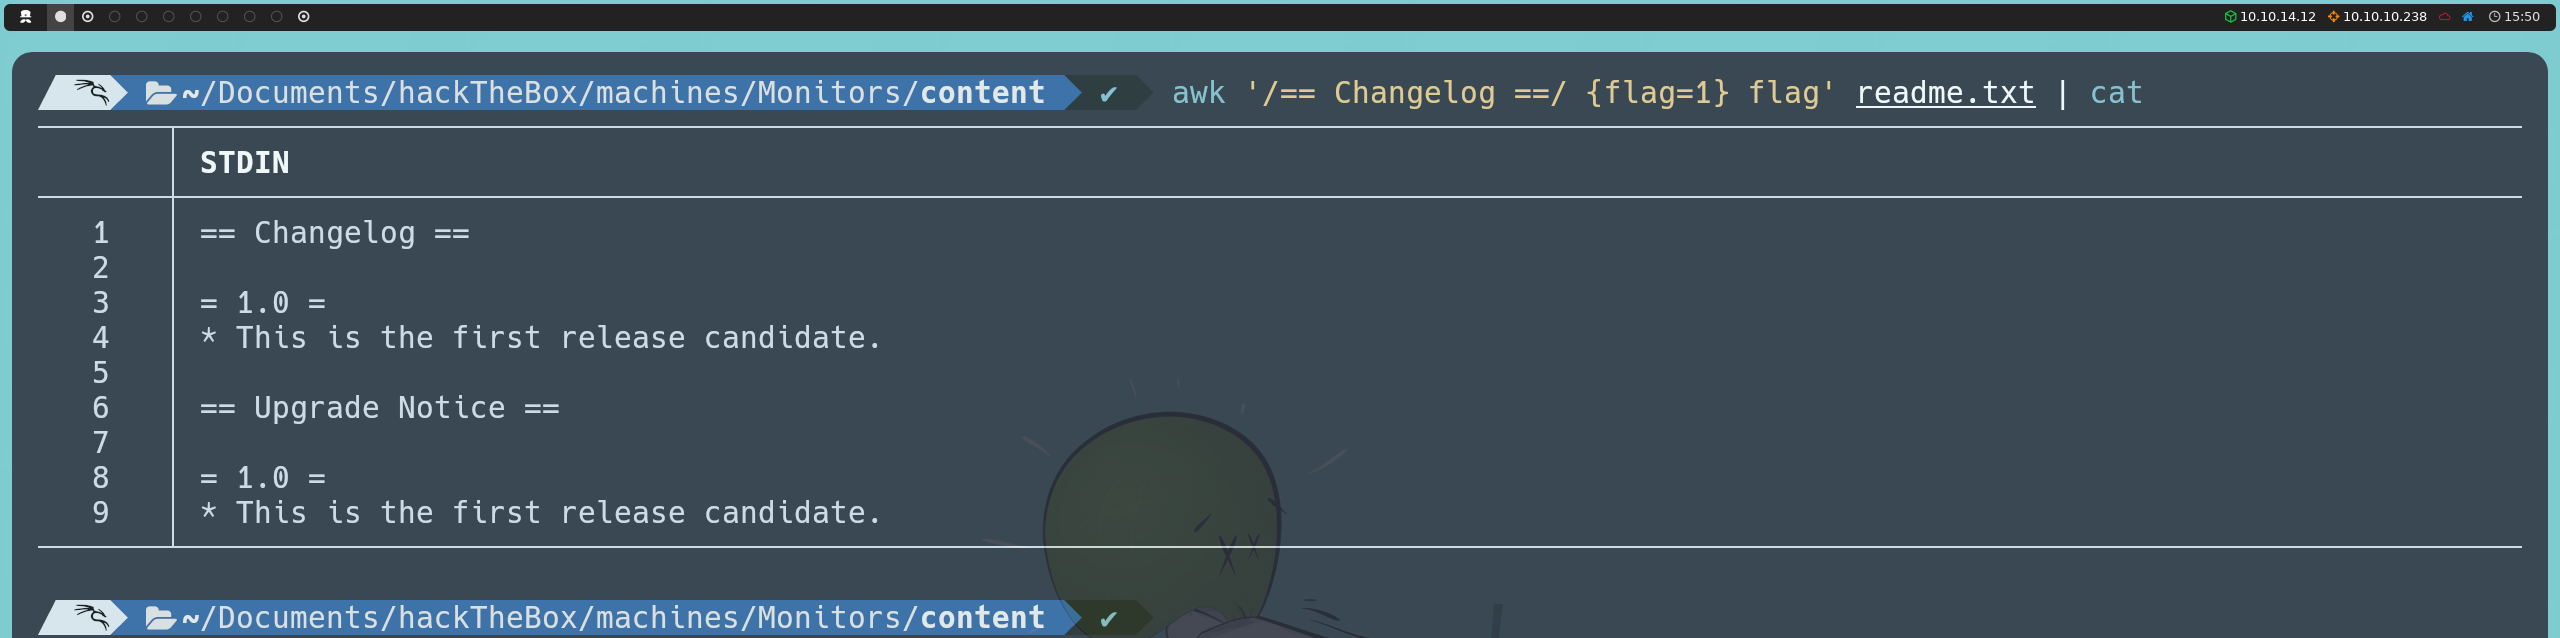 10.10.14.12 10.10.10.238 15:50
~/Documents/hackTheBox/machines/Monitors/content ✔ awk '/== Changelog ==/ {flag=1} flag' readme.txt | cat
STDIN
1 == Changelog ==
2
3 = 1.0 =
4 * This is the first release candidate.
5
6 == Upgrade Notice ==
7
8 = 1.0 =
9 * This is the first release candidate.
~/Documents/hackTheBox/machines/Monitors/content ✔